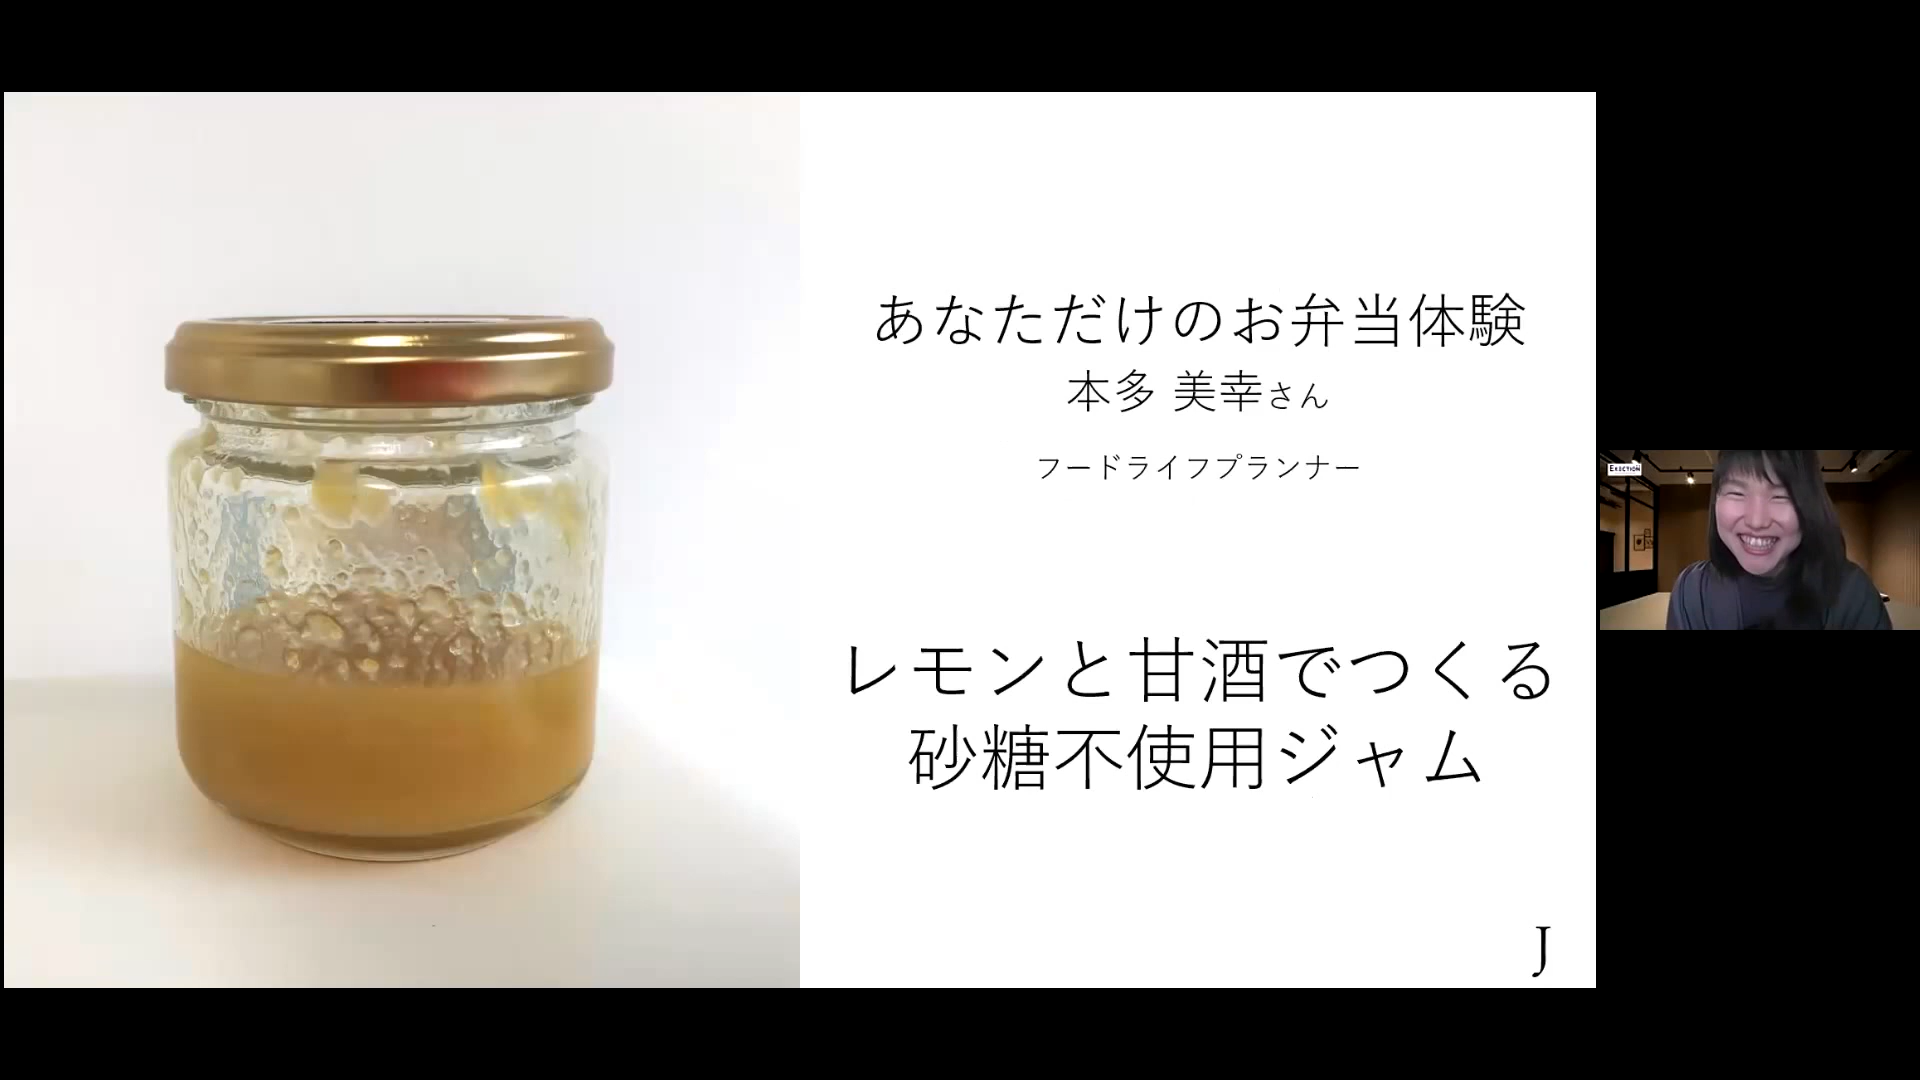 あなただけのお弁当体験
本多 美幸さん
フードライフプランナー
レモンと甘酒でつくる
砂糖不使用ジャム
J
EXECTION